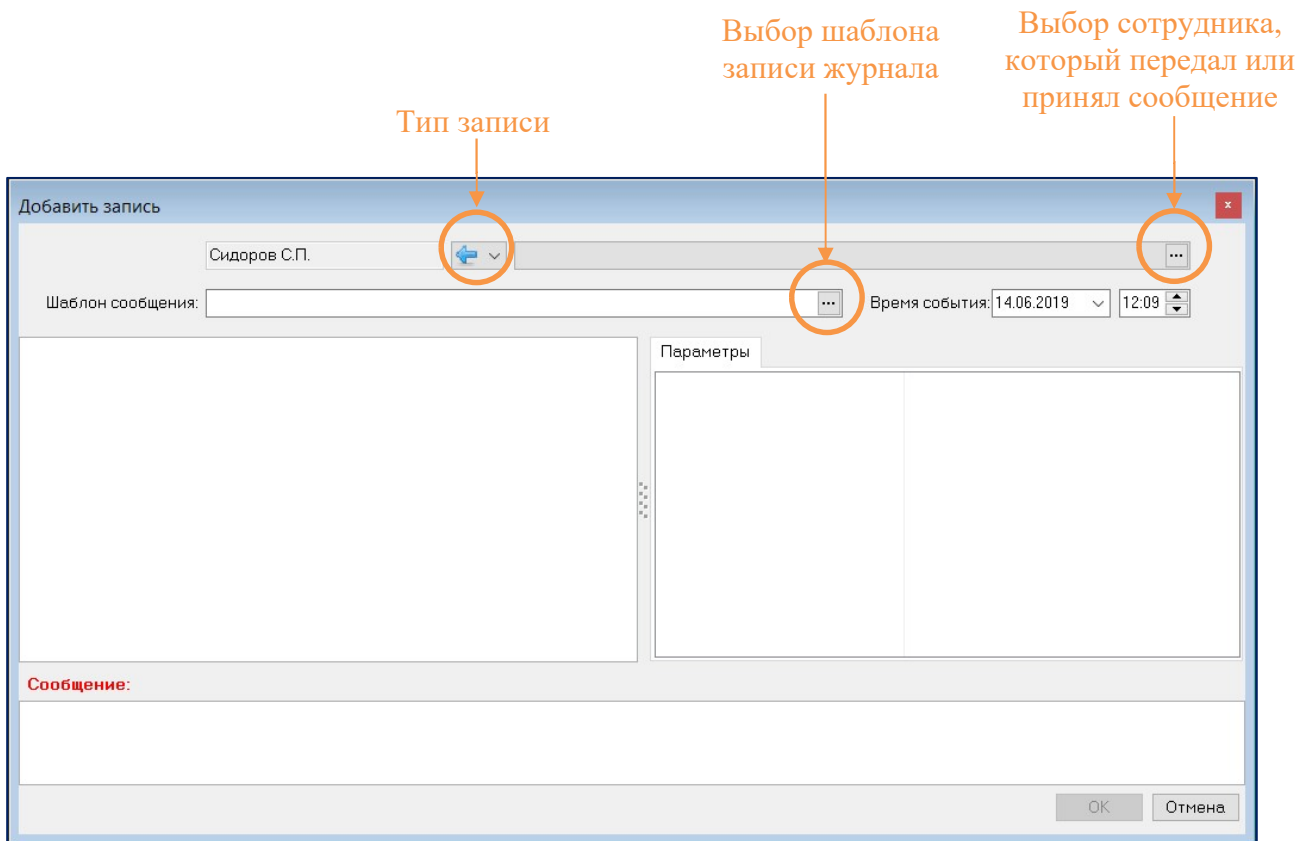 Выбор шаблона
записи журнала
Выбор сотрудника,
который передал или
принял сообщение
Тип записи
Добавить запись
x
Сидоров С.П.
...
Шаблон сообщения:
...
Время события:
14.06.2019
12:09
Параметры
Сообщение:
OK
Отмена